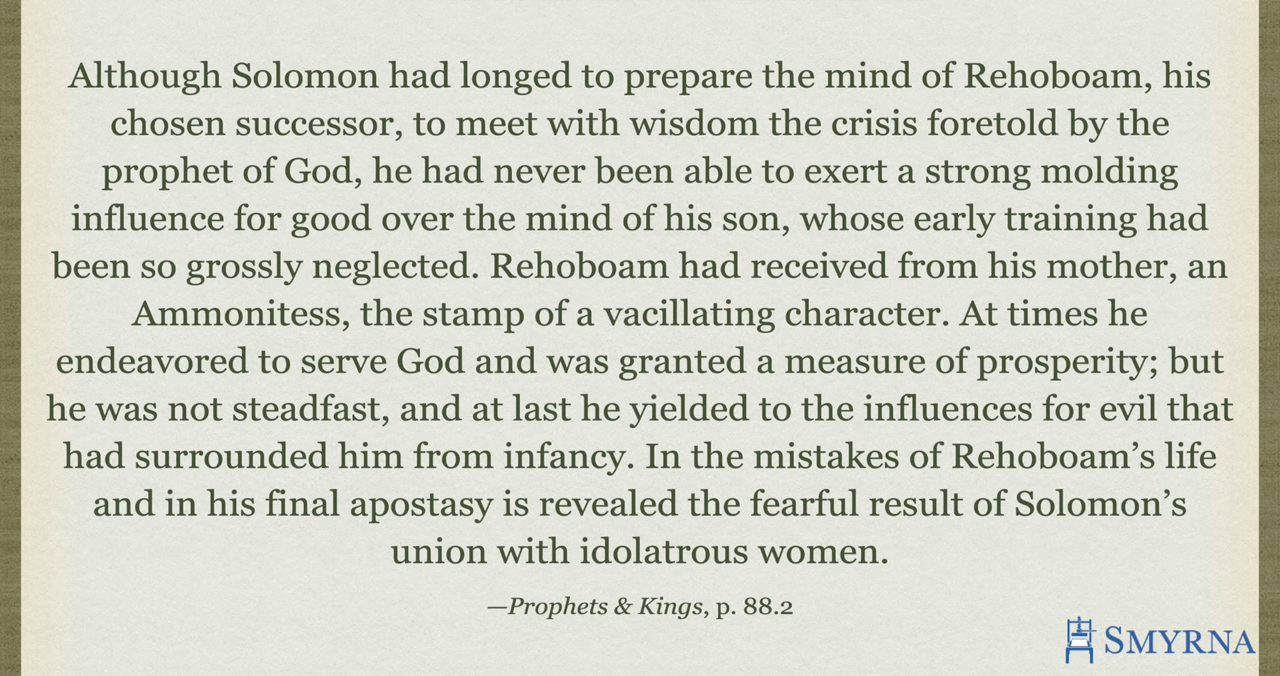 Although Solomon had longed to prepare the mind of Rehoboam, his
chosen successor, to meet with wisdom the crisis foretold by the
prophet of God, he had never been able to exert a strong molding
influence for good over the mind of his son, whose early training had
been so grossly neglected. Rehoboam had received from his mother, an
Ammonitess, the stamp of a vacillating character. At times he
endeavored to serve God and was granted a measure of prosperity; but
he was not steadfast, and at last he yielded to the influences for evil that
had surrounded him from infancy. In the mistakes of Rehoboam’s life
and in his final apostasy is revealed the fearful result of Solomon’s
union with idolatrous women.
—Prophets & Kings, p. 88.2
SMYRNA